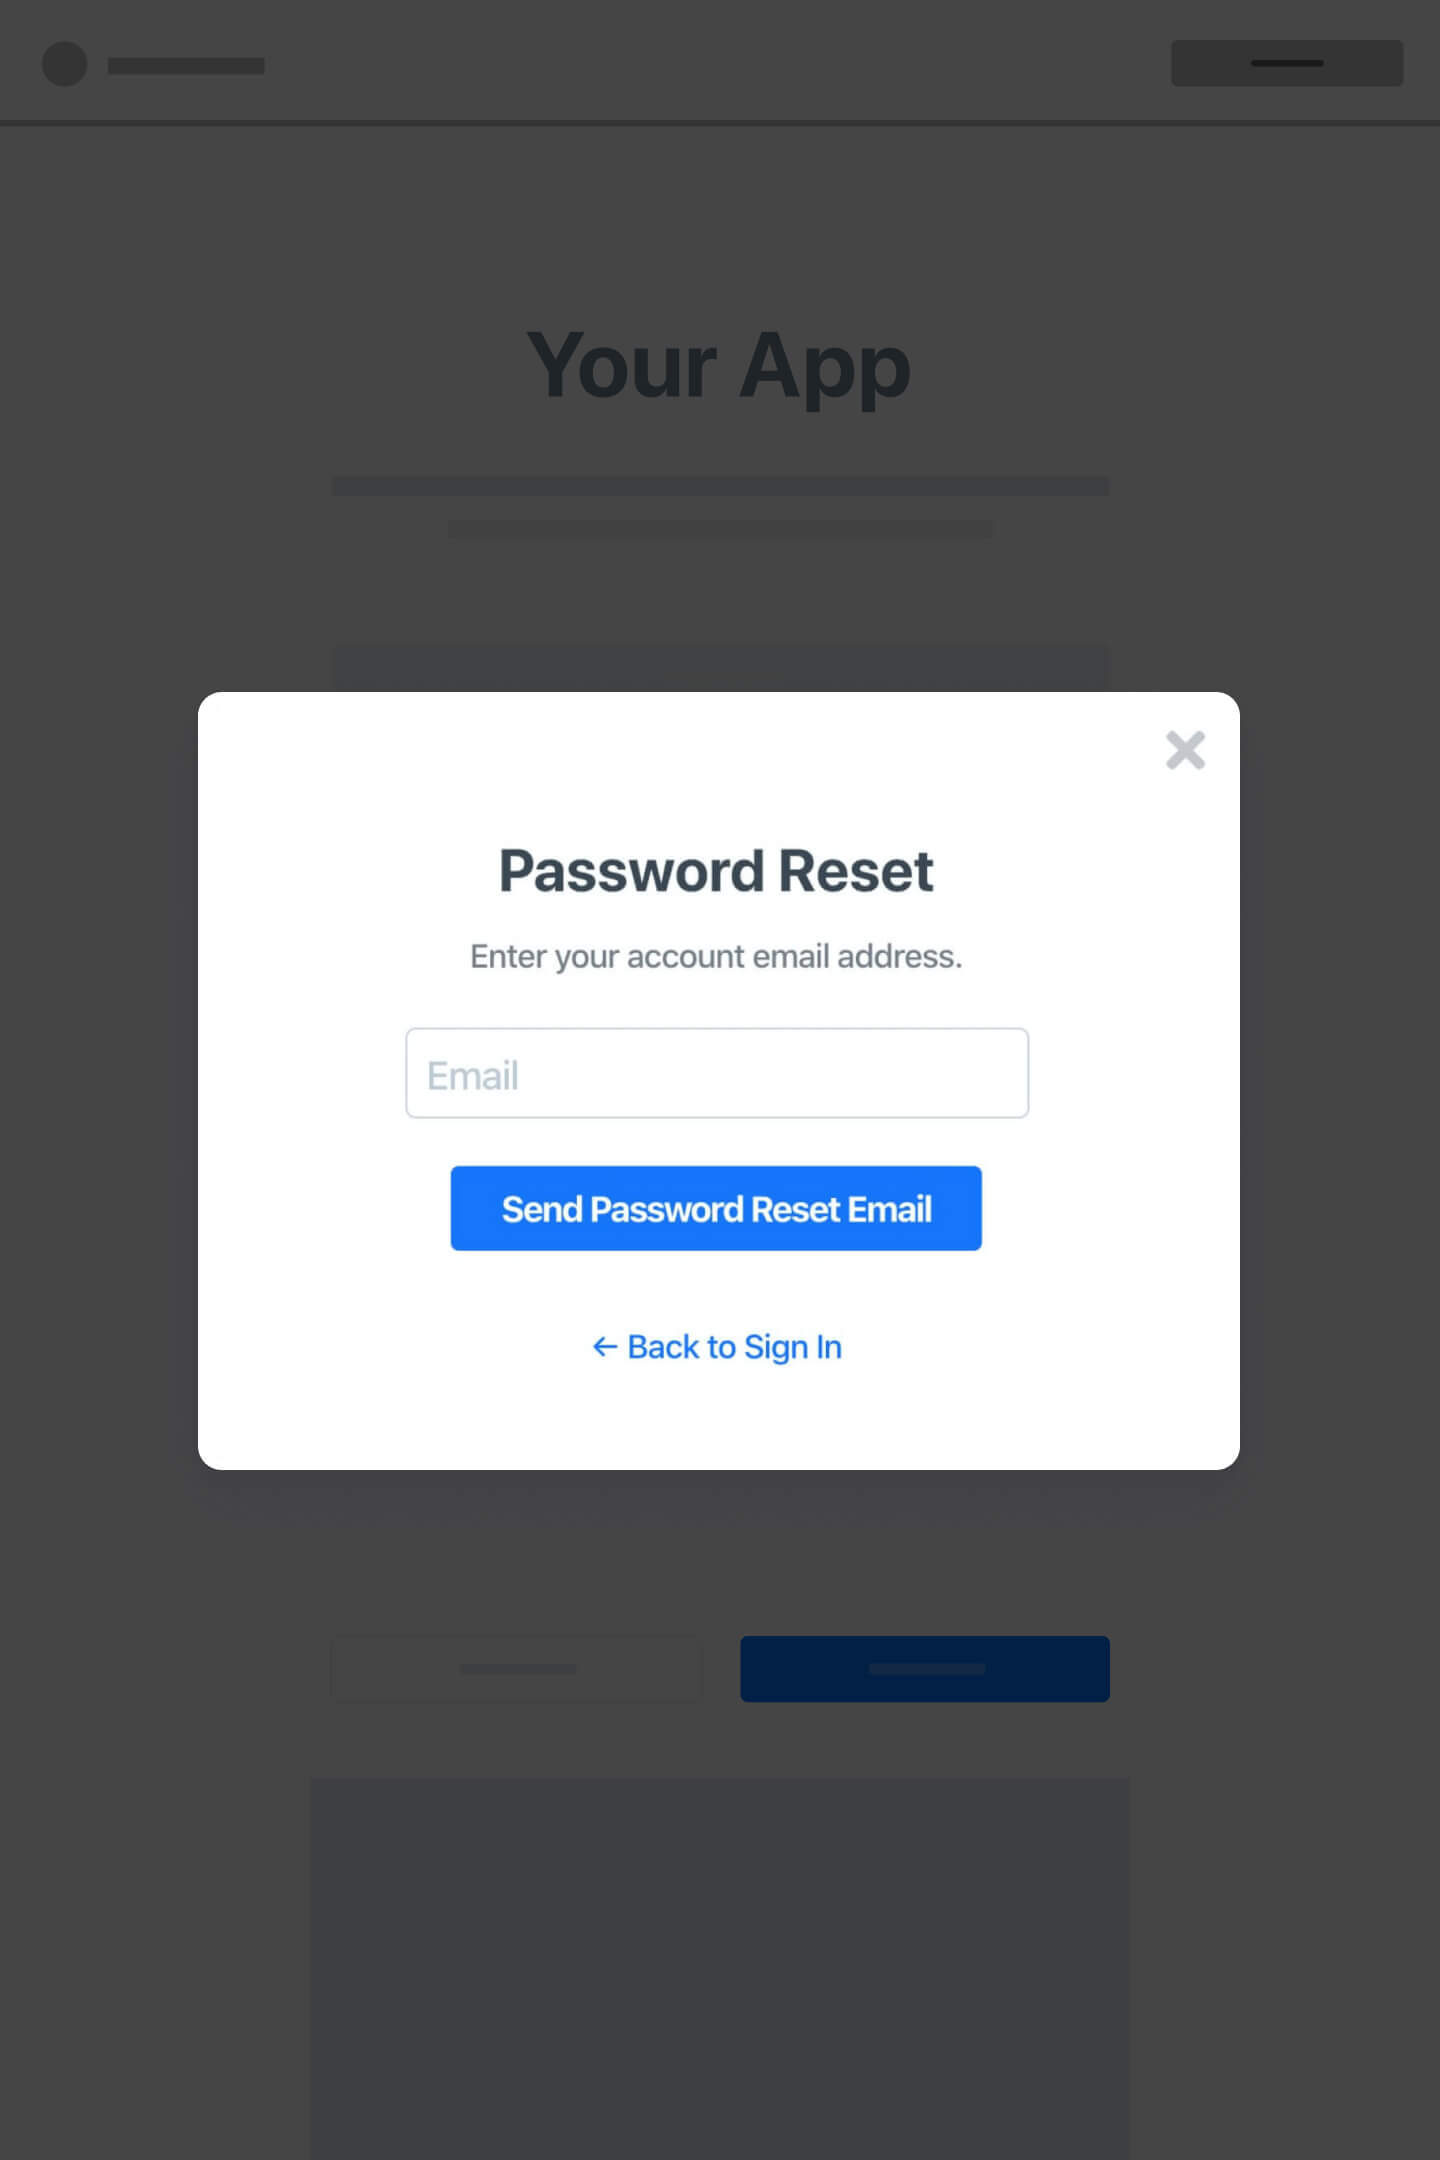 Your App
Password Reset
Enter your account email address.
Email
Send Password Reset Email
← Back to Sign In